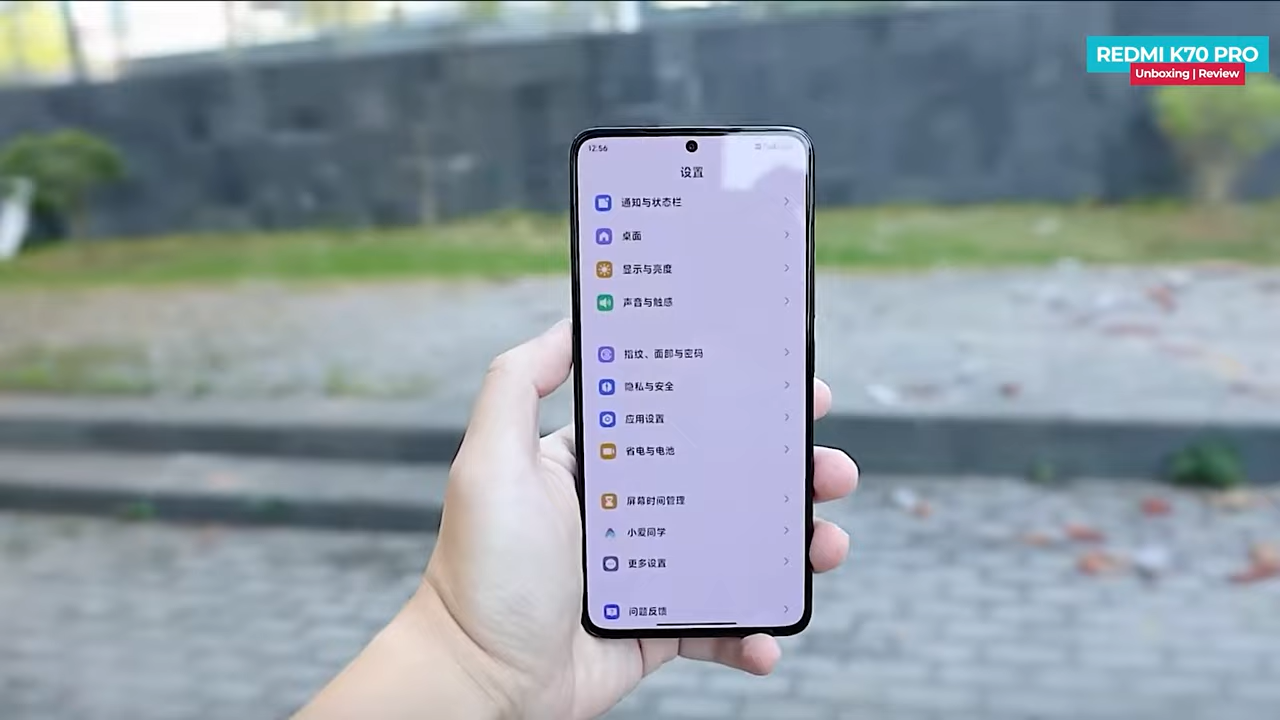 REDMI K70 PRO
Unboxing | Review
12:56
设置
通知与状态栏
桌面
显示与亮度
声音与触感
指纹、面部与密码
隐私与安全
应用设置
省电与电池
屏幕时间管理
小爱同学
更多设置
问题反馈